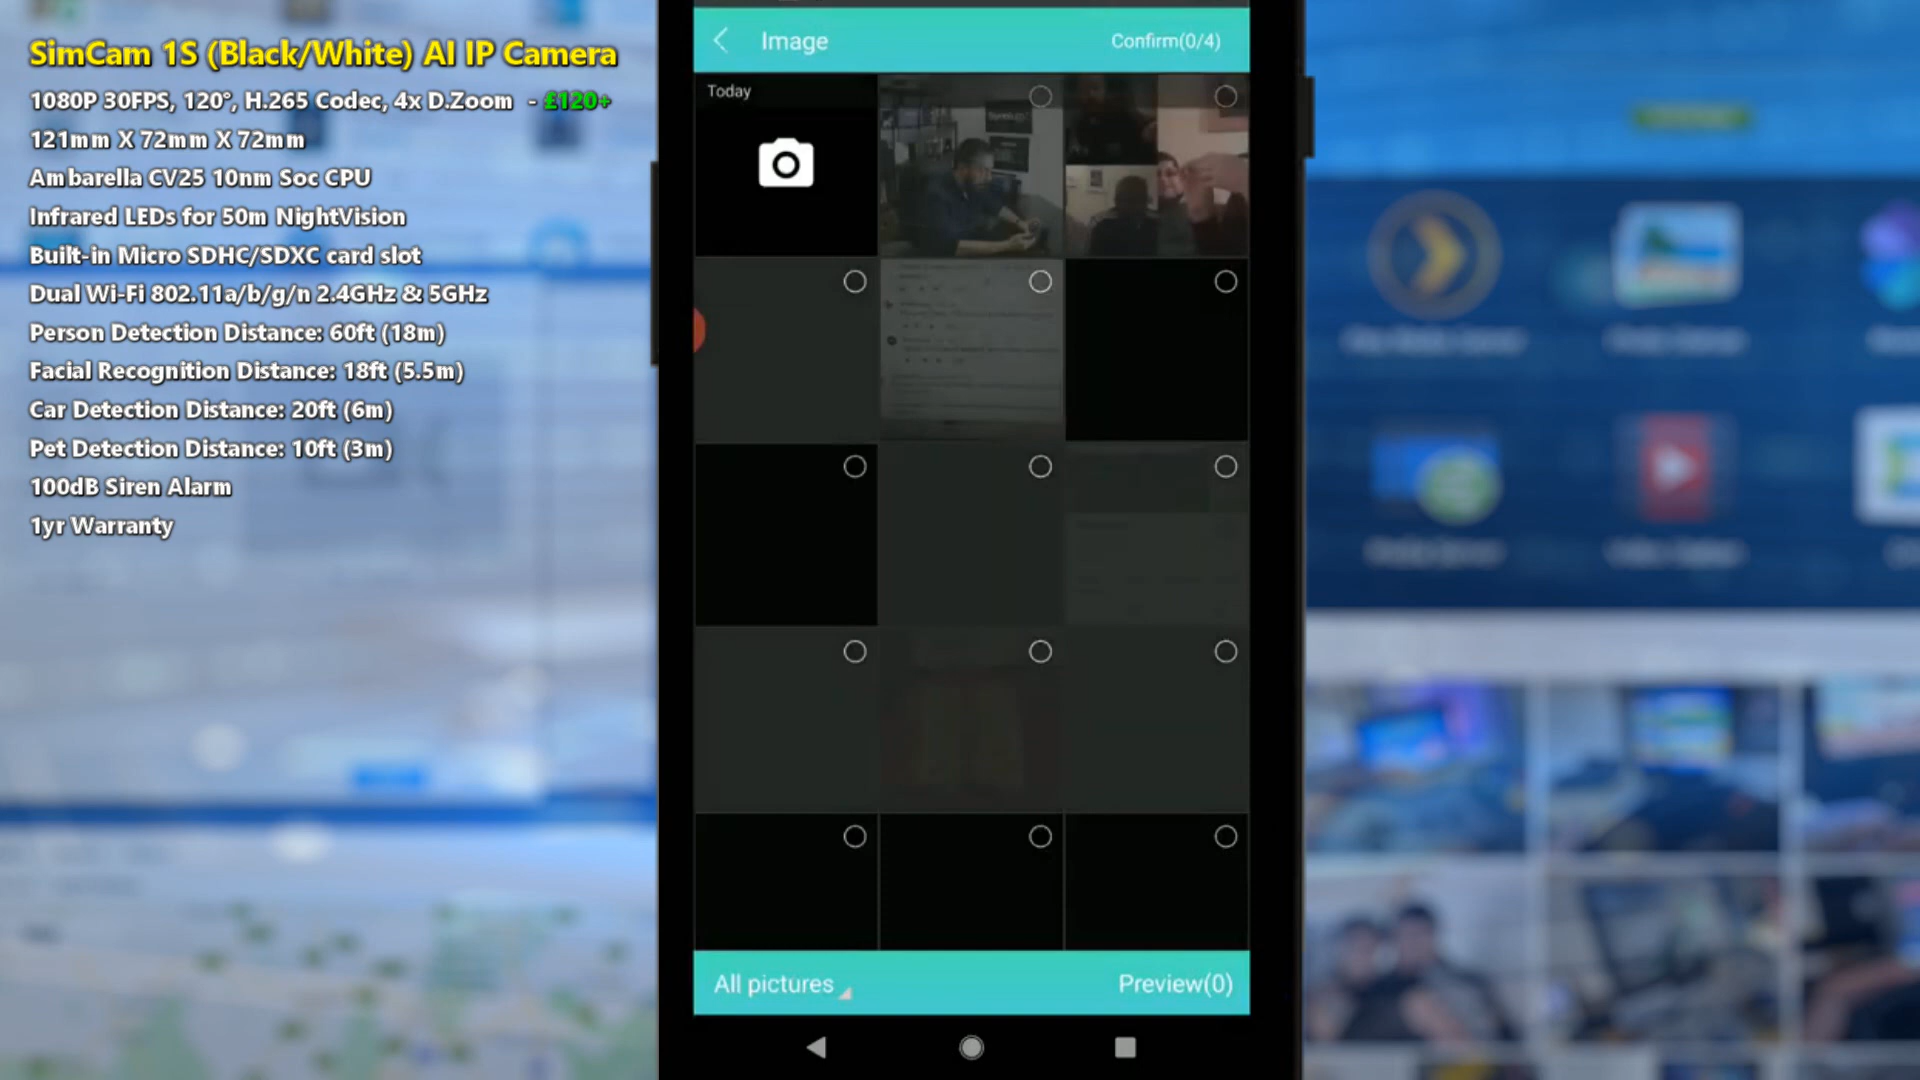 SimCam 1S (Black/White) AI IP Camera
1080P 30FPS, 120°, H.265 Codec, 4x D.Zoom - £120+
121mm X 72mm X 72mm
Ambarella CV25 10nm Soc CPU
Infrared LEDs for 50m NightVision
Built-in Micro SDHC/SDXC card slot
Dual Wi-Fi 802.11a/b/g/n 2.4GHz & 5GHz
Person Detection Distance: 60ft (18m)
Facial Recognition Distance: 18ft (5.5m)
Car Detection Distance: 20ft (6m)
Pet Detection Distance: 10ft (3m)
100dB Siren Alarm
1yr Warranty
Image
Confirm(0/4)
Today
All pictures
Preview(0)